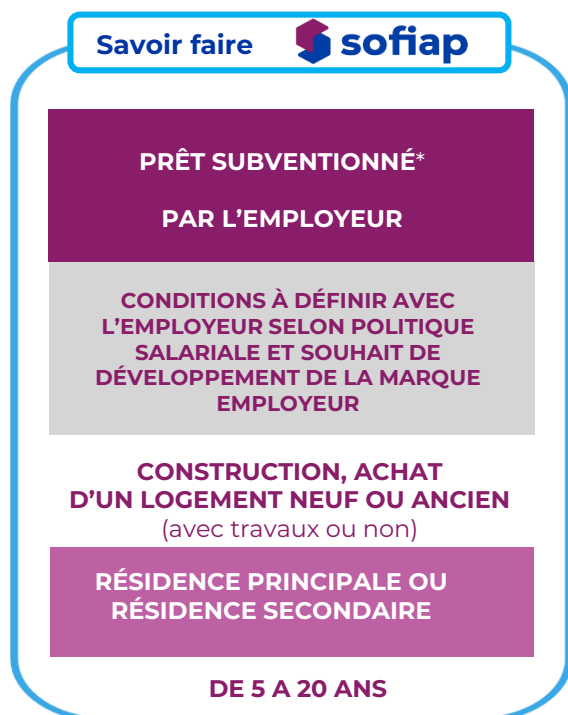 Savoir faire sofiap
PRÊT SUBVENTIONNÉ*
PAR L’EMPLOYEUR
CONDITIONS À DÉFINIR AVEC
L’EMPLOYEUR SELON POLITIQUE
SALARIALE ET SOUHAIT DE
DÉVELOPPEMENT DE LA MARQUE
EMPLOYEUR
CONSTRUCTION, ACHAT
D’UN LOGEMENT NEUF OU ANCIEN
(avec travaux ou non)
RÉSIDENCE PRINCIPALE OU
RÉSIDENCE SECONDAIRE
DE 5 A 20 ANS